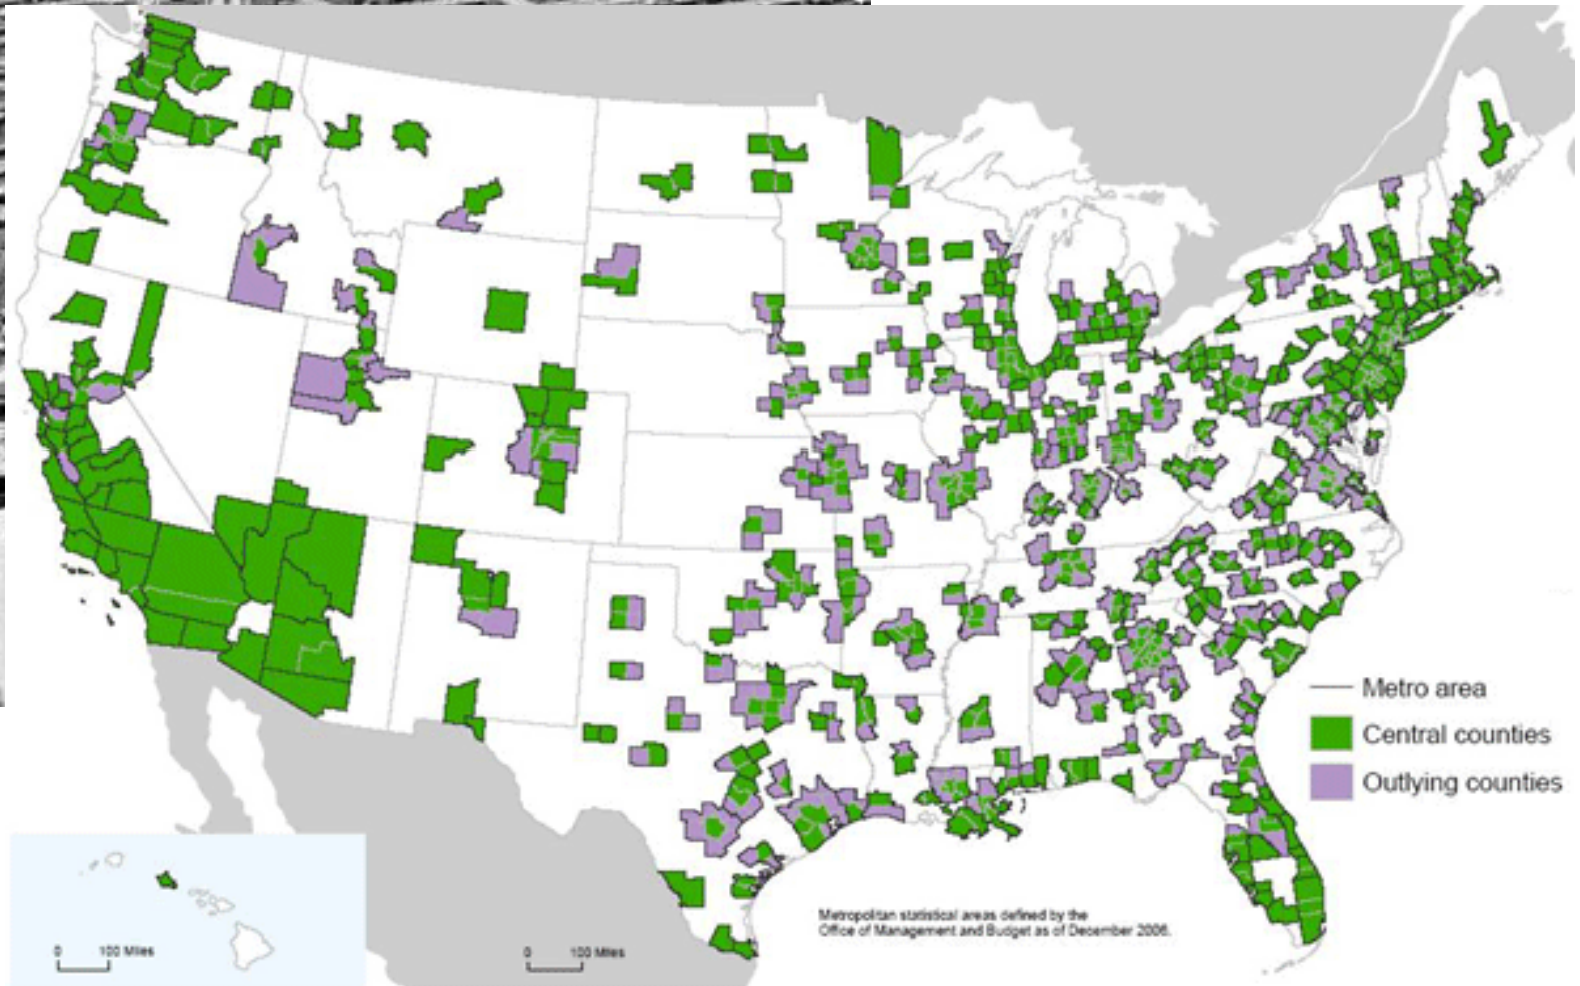 Metro area
Central counties
Outlying counties
Metropolitan statistical areas defined by the
Office of Management and Budget as of December 2006.
0 100 Miles
0 100 Miles